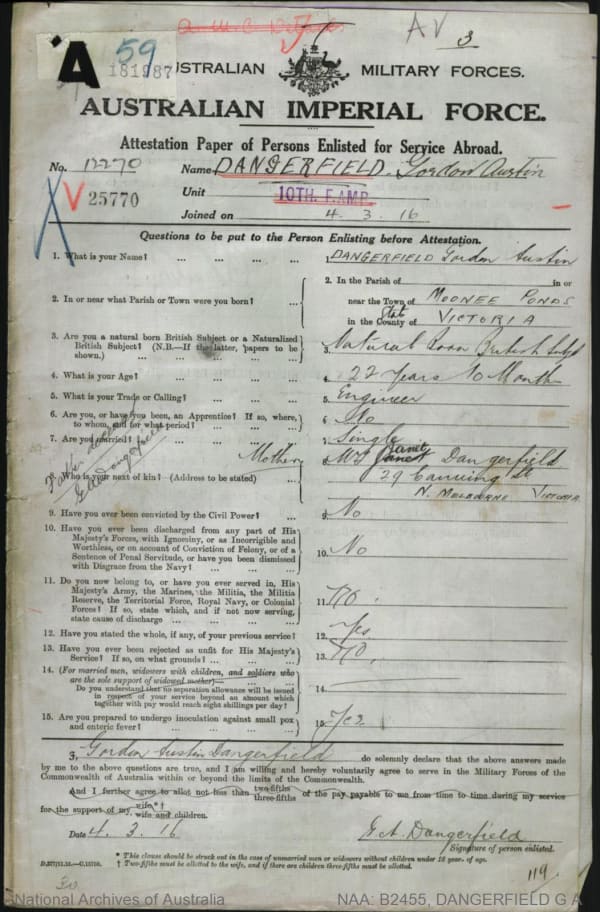 A.M.C. Details
AV 3
A 59
181987
AUSTRALIAN MILITARY FORCES.
AUSTRALIAN IMPERIAL FORCE.
Attestation Paper of Persons Enlisted for Service Abroad.
No. 12270 Name DANGERFIELD. Gordon Austin
V 25770 Unit 10TH. F. AMB.
Joined on 4. 3. 16
Questions to be put to the Person Enlisting before Attestation.
1. What is your Name? ... ... ... ... 1. DANGERFIELD Gordon Austin
2. In or near what Parish or Town were you born? ... 2. In the Parish of in or
near the Town of MOONEE PONDS
in the County of State VICTORIA
3. Are you a natural born British Subject or a Naturalized
British Subject? (N.B.—If the latter, papers to be
shown.) ... ... ... ... 3. Natural Born British Subjt
4. What is your Age? ... ... ... ... 4. 22 Years 10 Month
5. What is your Trade or Calling? ... ... ... 5. Engineer
6. Are you, or have you been, an Apprentice? If so, where,
to whom, and for what period? ... ... 6. No
7. Are you married? ... ... ... 7. Single
Father deceased
Mother Mrs Janet Dangerfield
8. Who is your next of kin? (Address to be stated) ... 29 Canning St
N. MELBOURNE VICTORIA
9. Have you ever been convicted by the Civil Power? ... 9. No
10. Have you ever been discharged from any part of His
Majesty's Forces, with Ignominy, or as Incorrigible and
Worthless, or on account of Conviction of Felony, or of a
Sentence of Penal Servitude, or have you been dismissed
with Disgrace from the Navy? ... ... ... 10. No
11. Do you now belong to, or have you ever served in, His
Majesty's Army, the Marines, the Militia, the Militia
Reserve, the Territorial Force, Royal Navy, or Colonial
Forces? If so, state which, and if not now serving,
state cause of discharge ... ... ... 11. No.
12. Have you stated the whole, if any, of your previous service? 12. Yes
13. Have you ever been rejected as unfit for His Majesty's
Service? If so, on what grounds? ... ... 13. No.
14. (For married men, widowers with children, and soldiers who
are the sole support of widowed mother)—
Do you understand that no separation allowance will be issued
in respect of your service beyond an amount which
together with pay would reach eight shillings per day? 14.
15. Are you prepared to undergo inoculation against small pox
and enteric fever? ... ... ... ... 15. Yes
I, Gordon Austin Dangerfield do solemnly declare that the above answers made
by me to the above questions are true, and I am willing and hereby voluntarily agree to serve in the Military Forces of the
Commonwealth of Australia within or beyond the limits of the Commonwealth.
And I further agree to allot not less than two-fifths three-fifths of the pay payable to me from time to time during my service
for the support of my wife.*† wife and children.
Date 4. 3. 16 G.A. Dangerfield
Signature of person enlisted.
* This clause should be struck out in the case of unmarried men or widowers without children under 18 years of age.
† Two-fifths must be allotted to the wife, and if there are children three-fifths must be allotted.
119
National Archives of Australia NAA: B2455, DANGERFIELD G A